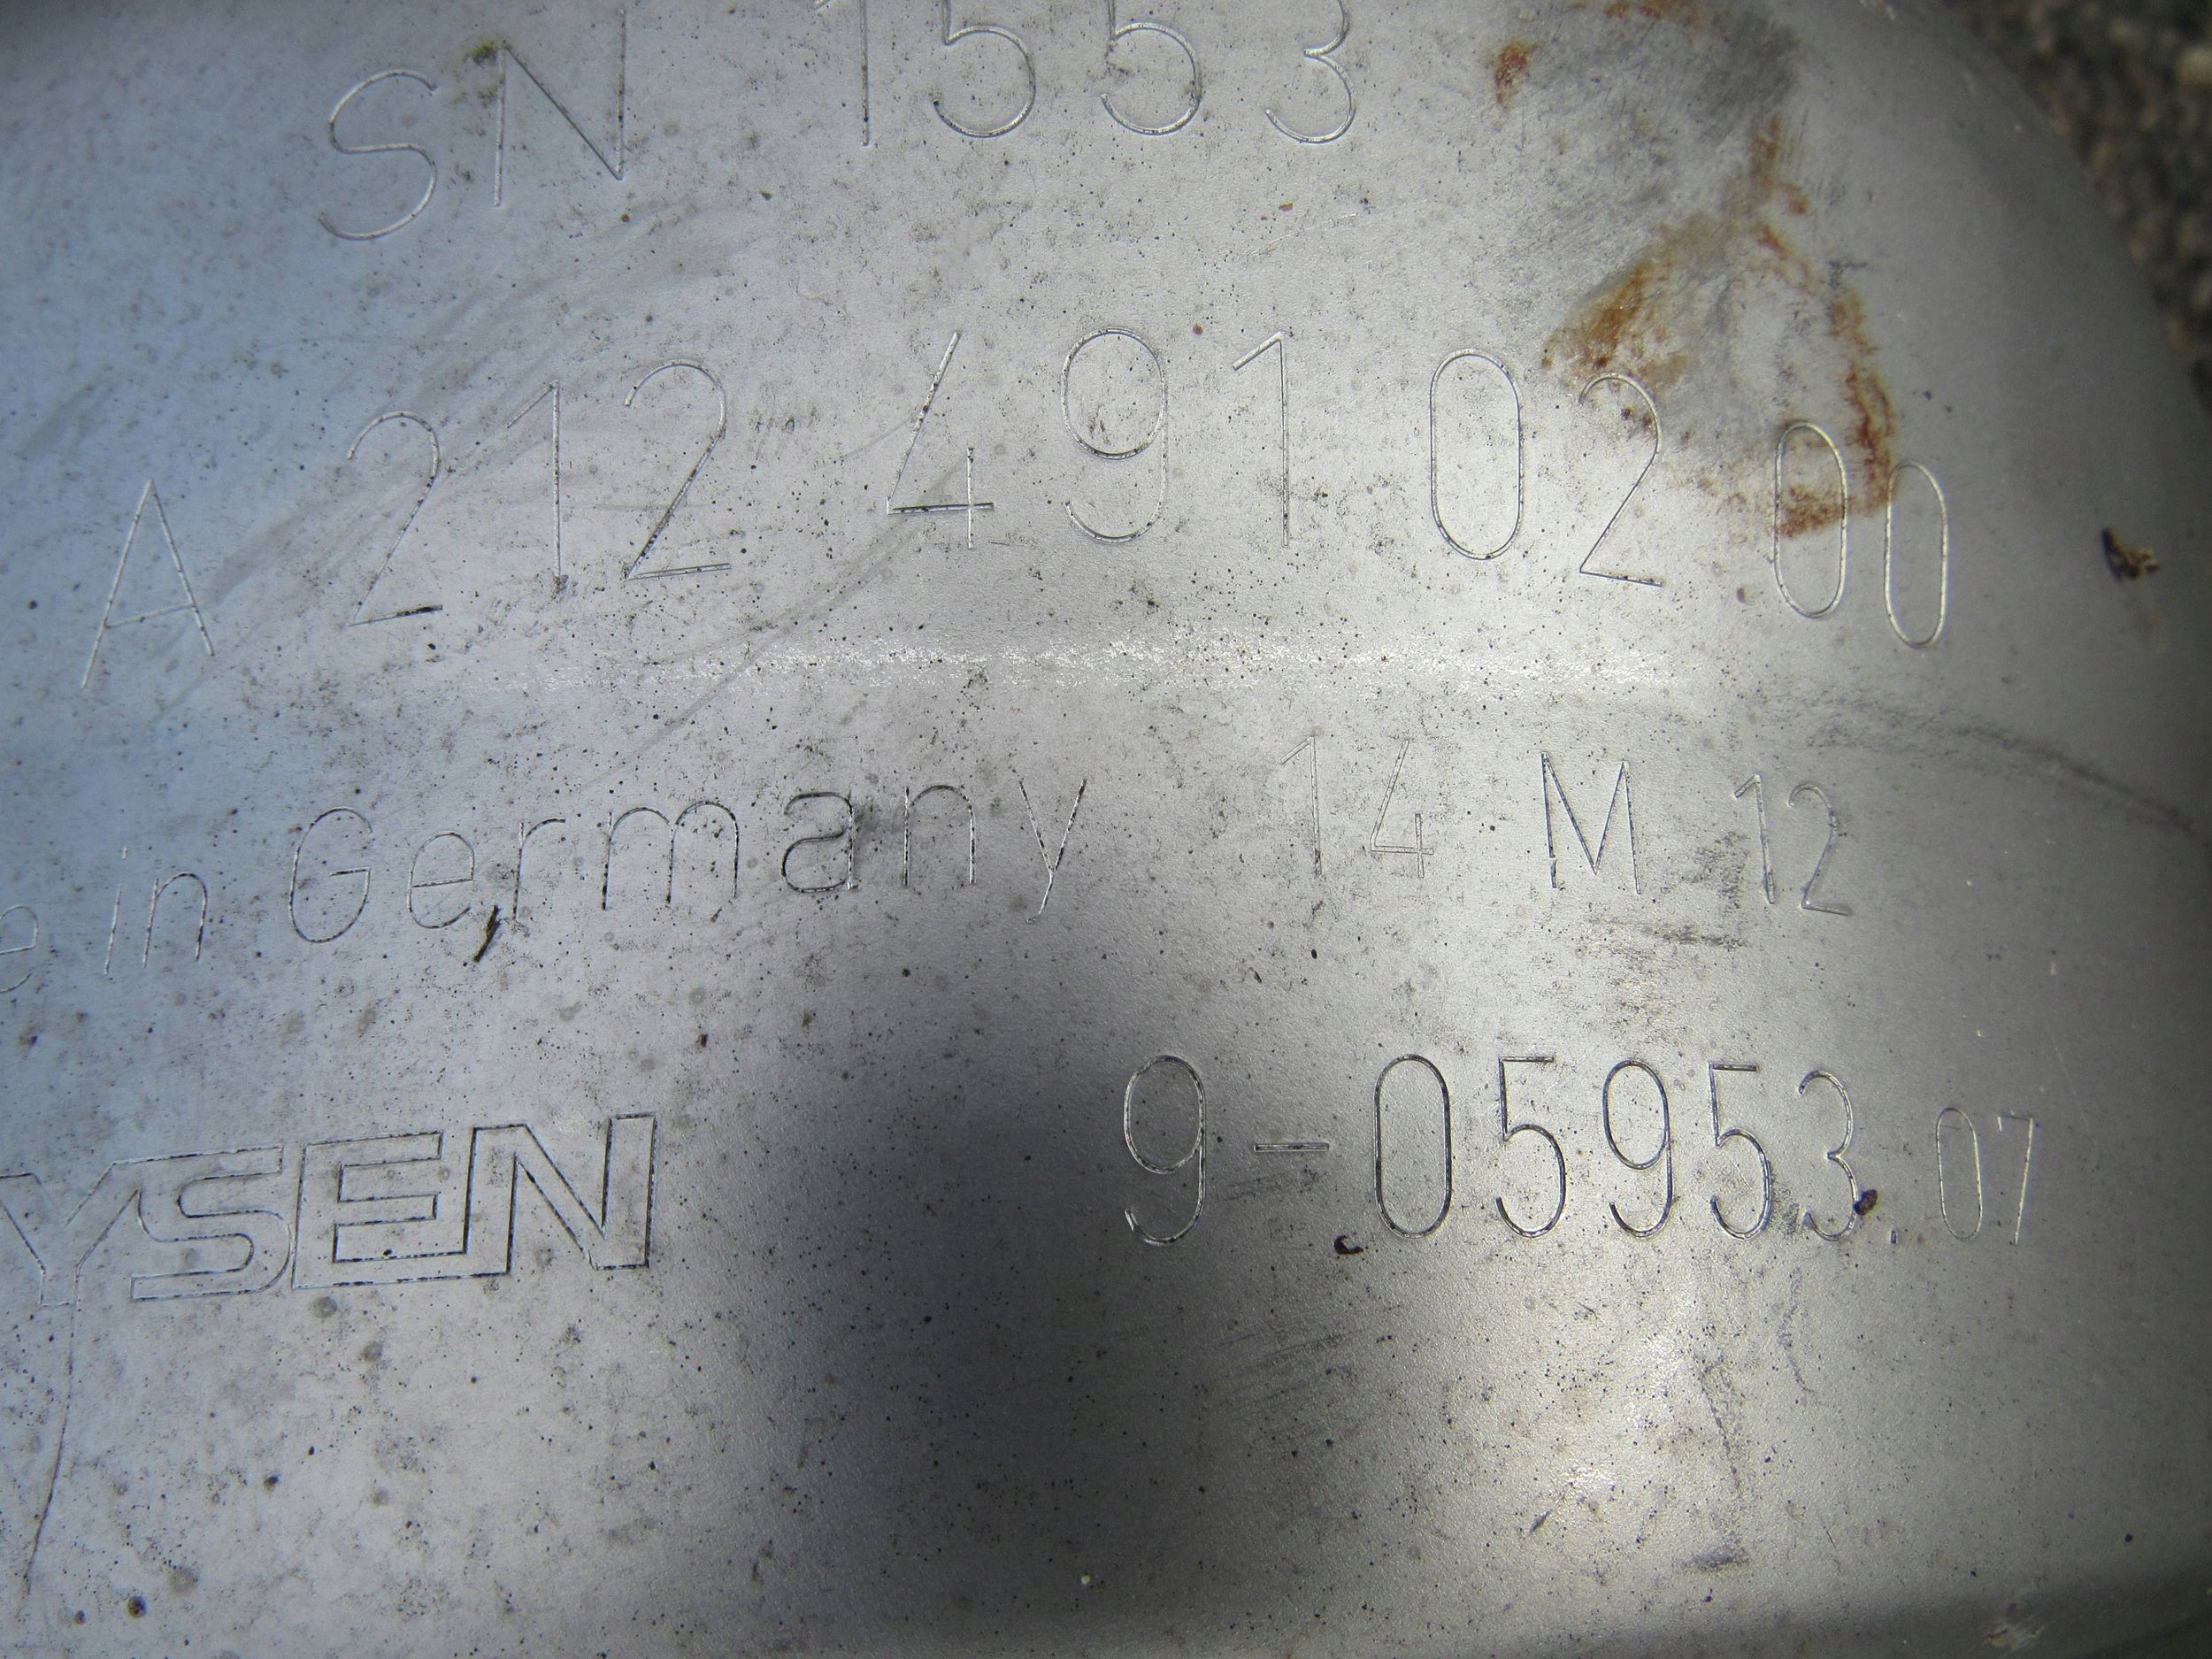 SN 1553
A 212 491 02 00
e in Germany 14 M 12
YSEN 9-05953.07